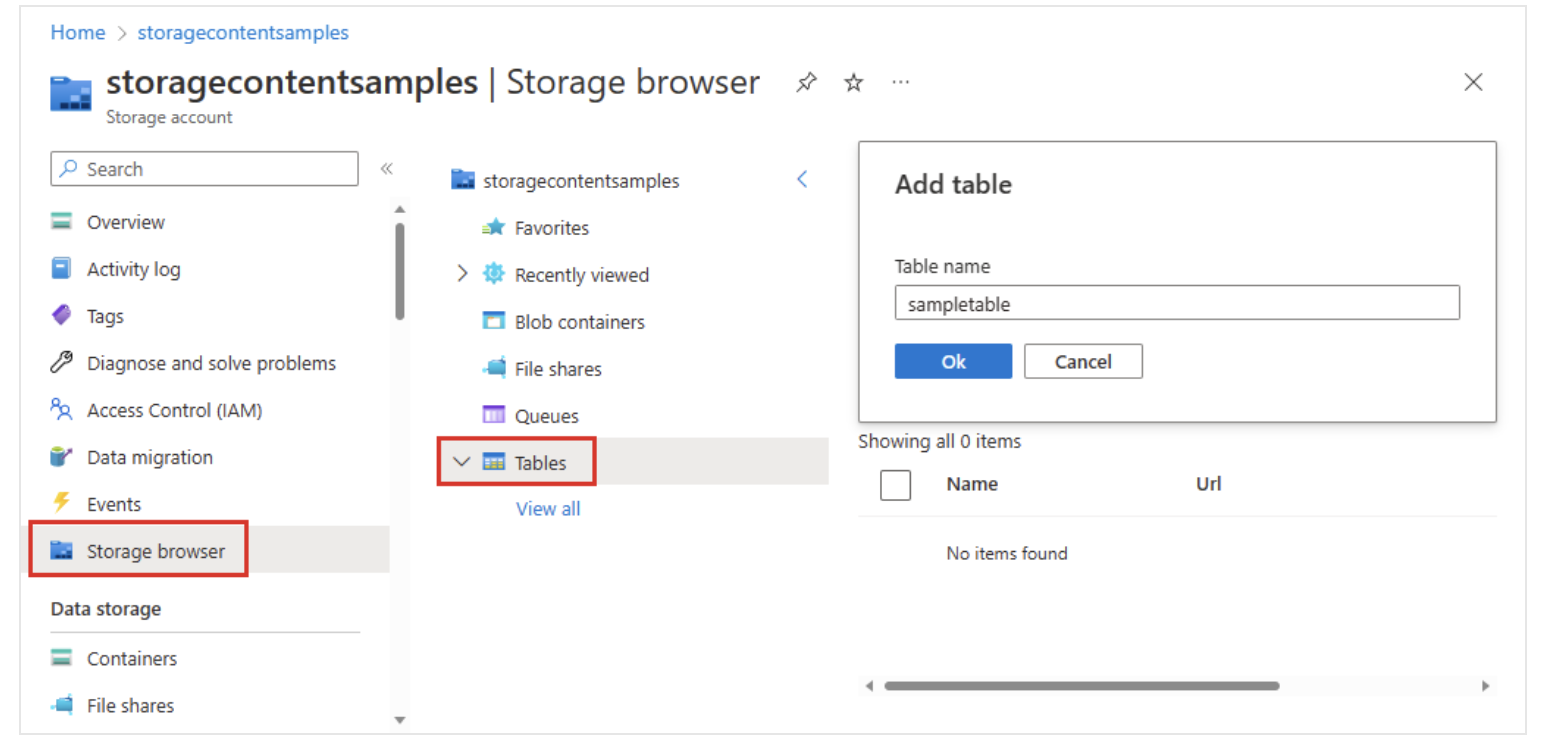 Home > storagecontentsamples
storagecontentsamples | Storage browser
Storage account
Search
Overview
Activity log
Tags
Diagnose and solve problems
Access Control (IAM)
Data migration
Events
Storage browser
Data storage
Containers
File shares
storagecontentsamples
Favorites
Recently viewed
Blob containers
File shares
Queues
Tables
View all
Add table
Table name
sampletable
Ok Cancel
Showing all 0 items
Name Url
No items found